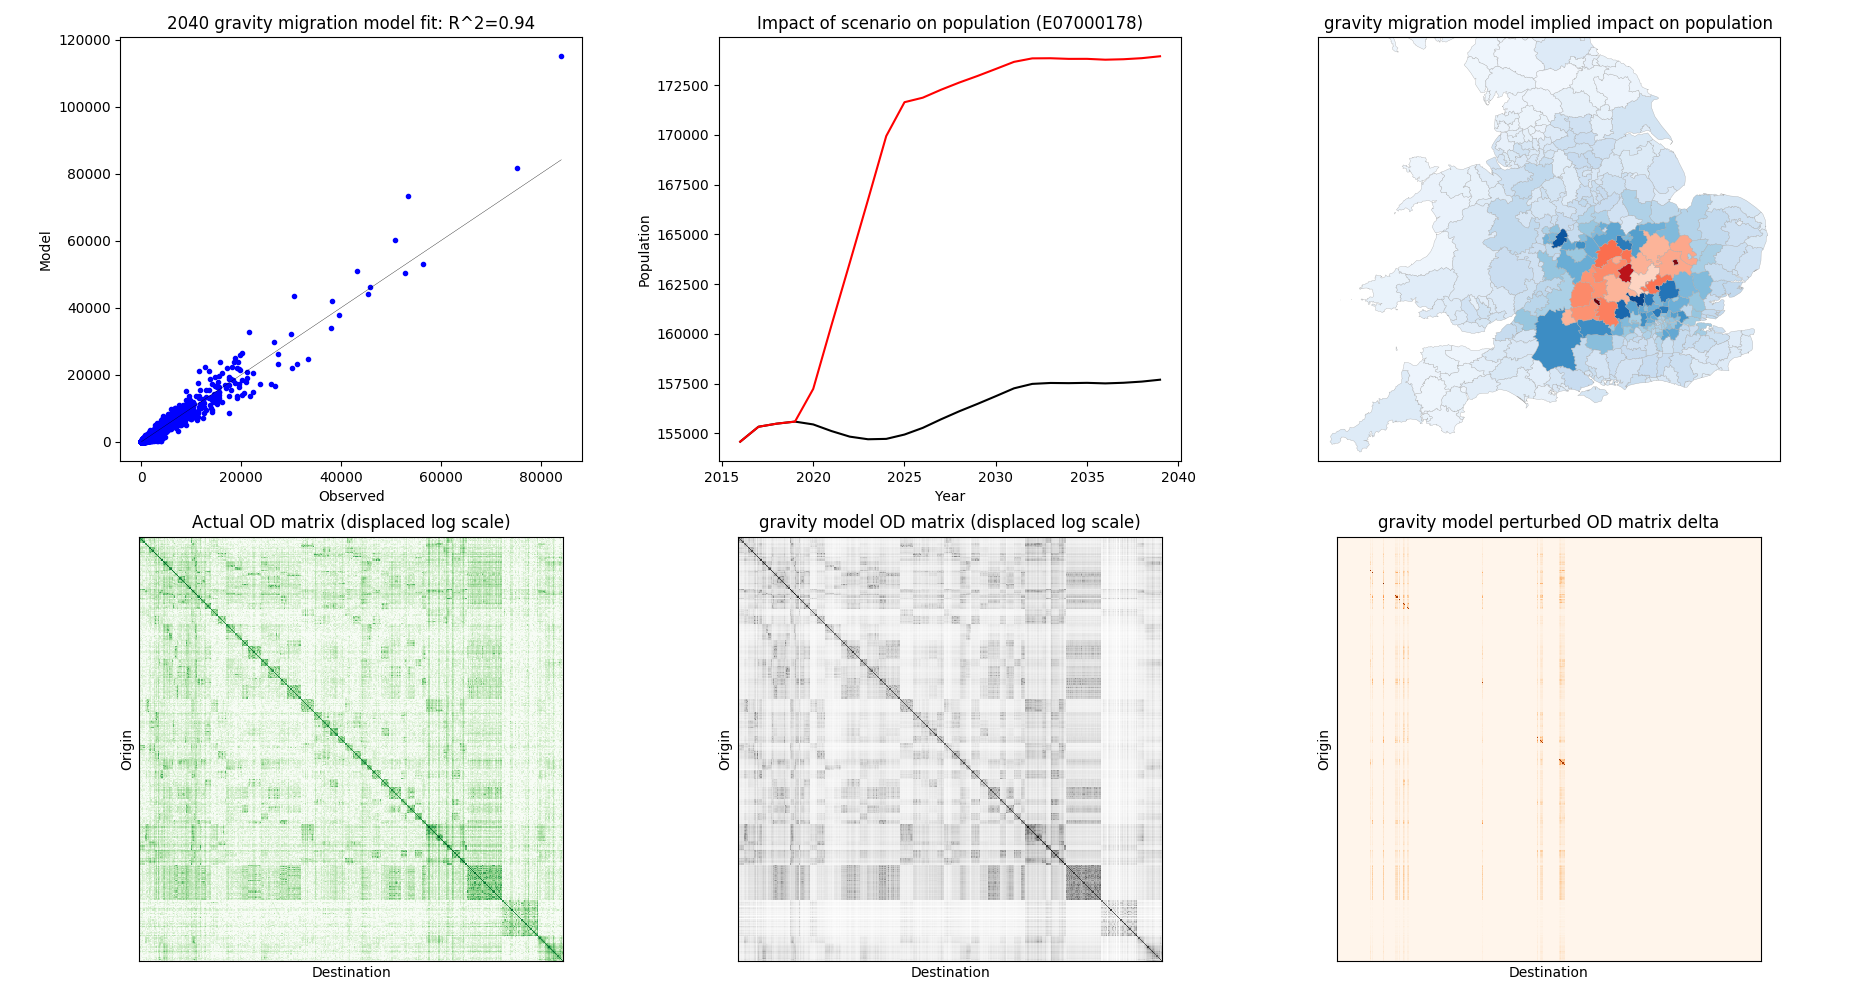 2040 gravity migration model fit: R^2=0.94
120000
100000
80000
60000
40000
20000
0
Model
0 20000 40000 60000 80000
Observed
Impact of scenario on population (E07000178)
172500
170000
167500
165000
162500
160000
157500
155000
Population
2015 2020 2025 2030 2035 2040
Year
gravity migration model implied impact on population
Actual OD matrix (displaced log scale)
Origin
Destination
gravity model OD matrix (displaced log scale)
Origin
Destination
gravity model perturbed OD matrix delta
Origin
Destination